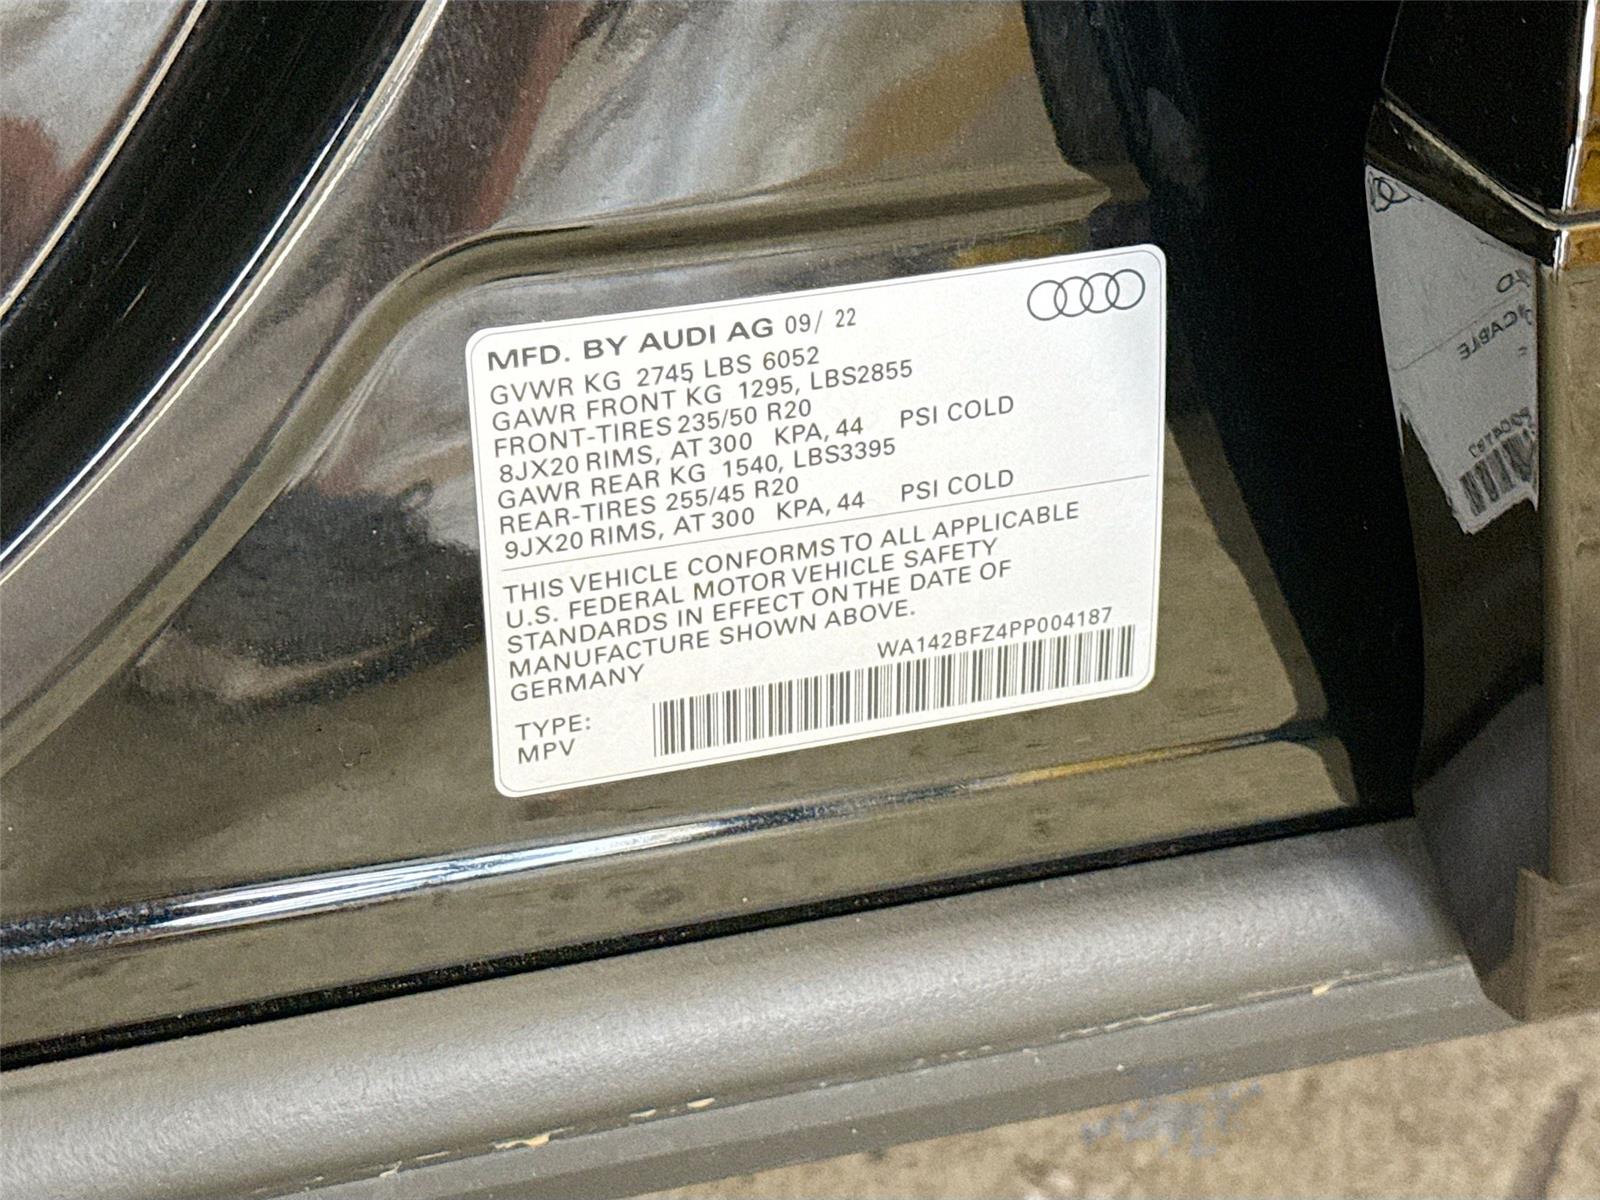 MFD. BY AUDI AG 09/ 22
GVWR KG 2745 LBS 6052
GAWR FRONT KG 1295, LBS2855
FRONT-TIRES 235/50 R20
8JX20 RIMS, AT 300 KPA, 44 PSI COLD
GAWR REAR KG 1540, LBS3395
REAR-TIRES 255/45 R20
9JX20 RIMS, AT 300 KPA, 44 PSI COLD
THIS VEHICLE CONFORMS TO ALL APPLICABLE
U.S. FEDERAL MOTOR VEHICLE SAFETY
STANDARDS IN EFFECT ON THE DATE OF
MANUFACTURE SHOWN ABOVE.
GERMANY
WA142BFZ4PP004187
TYPE:
MPV